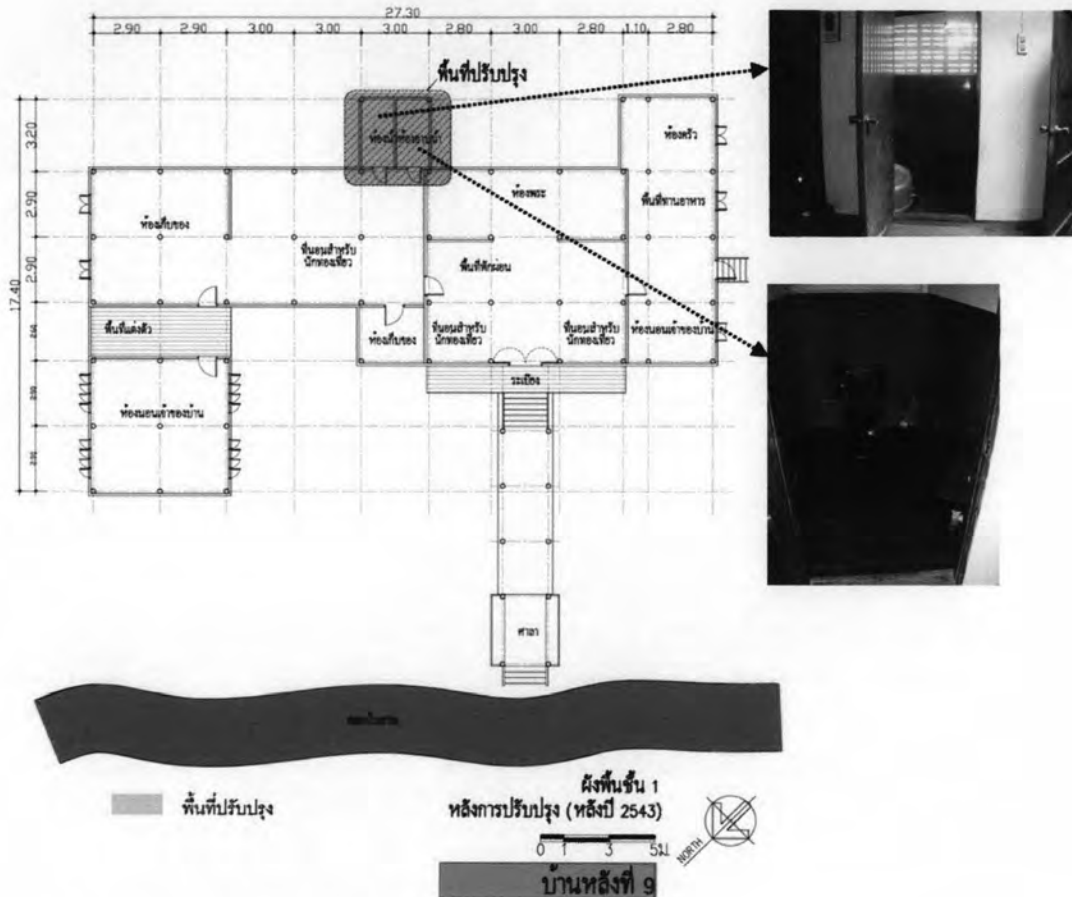 27.30
2.90 2.90 3.00 3.00 3.00 2.80 3.00 2.80 1.10 2.80
พื้นที่ปรับปรุง
17.40
3.20
2.90
2.90
ห้องน้ำ
ห้องอาบน้ำ
ห้องครัว
ห้องพระ
พื้นที่ทานอาหาร
ห้องเก็บของ
ที่นอนสำหรับ
นักท่องเที่ยว
พื้นที่พักผ่อน
พื้นที่แต่งตัว
ห้องเก็บของ
ที่นอนสำหรับ
นักท่องเที่ยว
ที่นอนสำหรับ
นักท่องเที่ยว
ห้องนอนเจ้าของบ้าน
ระเบียง
ห้องนอนเจ้าของบ้าน
ศาลา
พื้นที่ปรับปรุง
ผังพื้นชั้น 1
หลังการปรับปรุง (หลังปี 2543)
0 1 3 5ม.
NORTH
บ้านหลังที่ 9